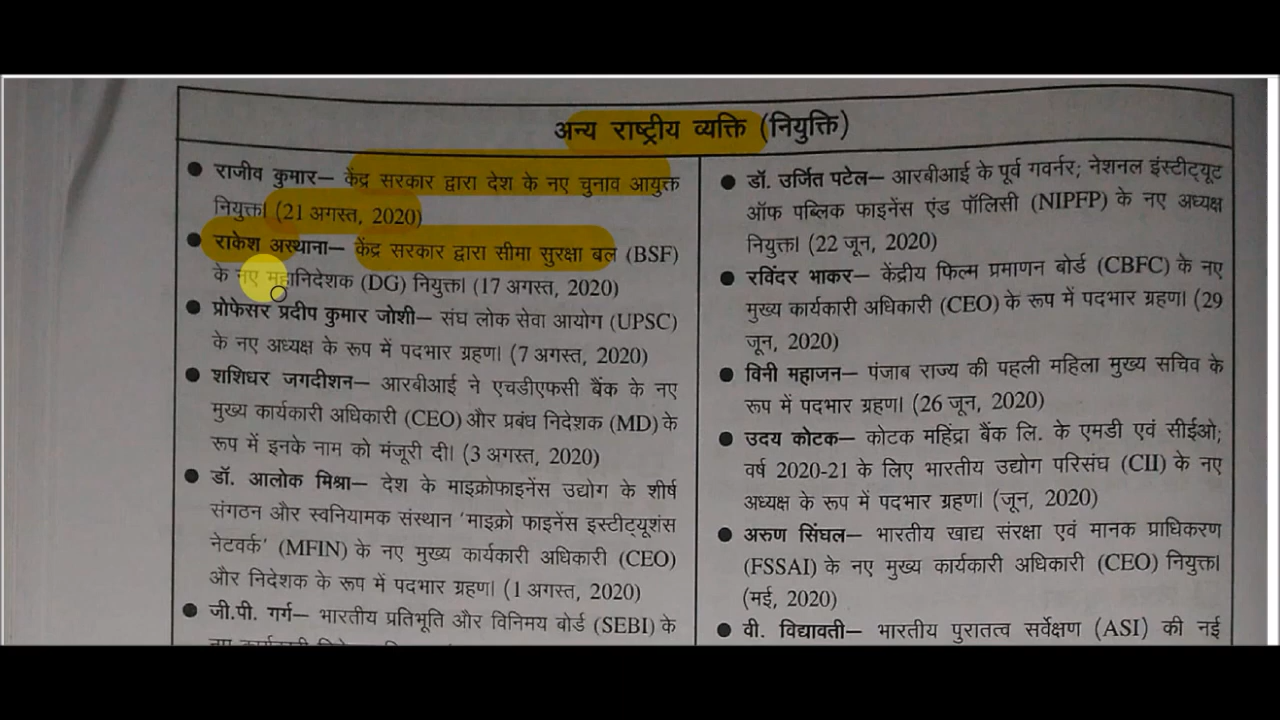 अन्य राष्ट्रीय व्यक्ति (नियुक्ति)
● राजीव कुमार– केंद्र सरकार द्वारा देश के नए चुनाव आयुक्त
नियुक्त। (21 अगस्त, 2020)
● राकेश अस्थाना– केंद्र सरकार द्वारा सीमा सुरक्षा बल (BSF)
के नए महानिदेशक (DG) नियुक्त। (17 अगस्त, 2020)
● प्रोफेसर प्रदीप कुमार जोशी– संघ लोक सेवा आयोग (UPSC)
के नए अध्यक्ष के रूप में पदभार ग्रहण। (7 अगस्त, 2020)
● शशिधर जगदीशन– आरबीआई ने एचडीएफसी बैंक के नए
मुख्य कार्यकारी अधिकारी (CEO) और प्रबंध निदेशक (MD) के
रूप में इनके नाम को मंजूरी दी। (3 अगस्त, 2020)
● डॉ. आलोक मिश्रा– देश के माइक्रोफाइनेंस उद्योग के शीर्ष
संगठन और स्वनियामक संस्थान ‘माइक्रो फाइनेंस इंस्टीट्यूशंस
नेटवर्क’ (MFIN) के नए मुख्य कार्यकारी अधिकारी (CEO)
और निदेशक के रूप में पदभार ग्रहण। (1 अगस्त, 2020)
● जी.पी. गर्ग– भारतीय प्रतिभूति और विनिमय बोर्ड (SEBI) के
● डॉ. उर्जित पटेल– आरबीआई के पूर्व गवर्नर; नेशनल इंस्टीट्यूट
ऑफ पब्लिक फाइनेंस एंड पॉलिसी (NIPFP) के नए अध्यक्ष
नियुक्त। (22 जून, 2020)
● रविंदर भाकर– केंद्रीय फिल्म प्रमाणन बोर्ड (CBFC) के नए
मुख्य कार्यकारी अधिकारी (CEO) के रूप में पदभार ग्रहण। (29
जून, 2020)
● विनी महाजन– पंजाब राज्य की पहली महिला मुख्य सचिव के
रूप में पदभार ग्रहण। (26 जून, 2020)
● उदय कोटक– कोटक महिंद्रा बैंक लि. के एमडी एवं सीईओ;
वर्ष 2020-21 के लिए भारतीय उद्योग परिसंघ (CII) के नए
अध्यक्ष के रूप में पदभार ग्रहण। (जून, 2020)
● अरुण सिंघल– भारतीय खाद्य संरक्षा एवं मानक प्राधिकरण
(FSSAI) के नए मुख्य कार्यकारी अधिकारी (CEO) नियुक्त।
(मई, 2020)
● वी. विद्यावती– भारतीय पुरातत्व सर्वेक्षण (ASI) की नई